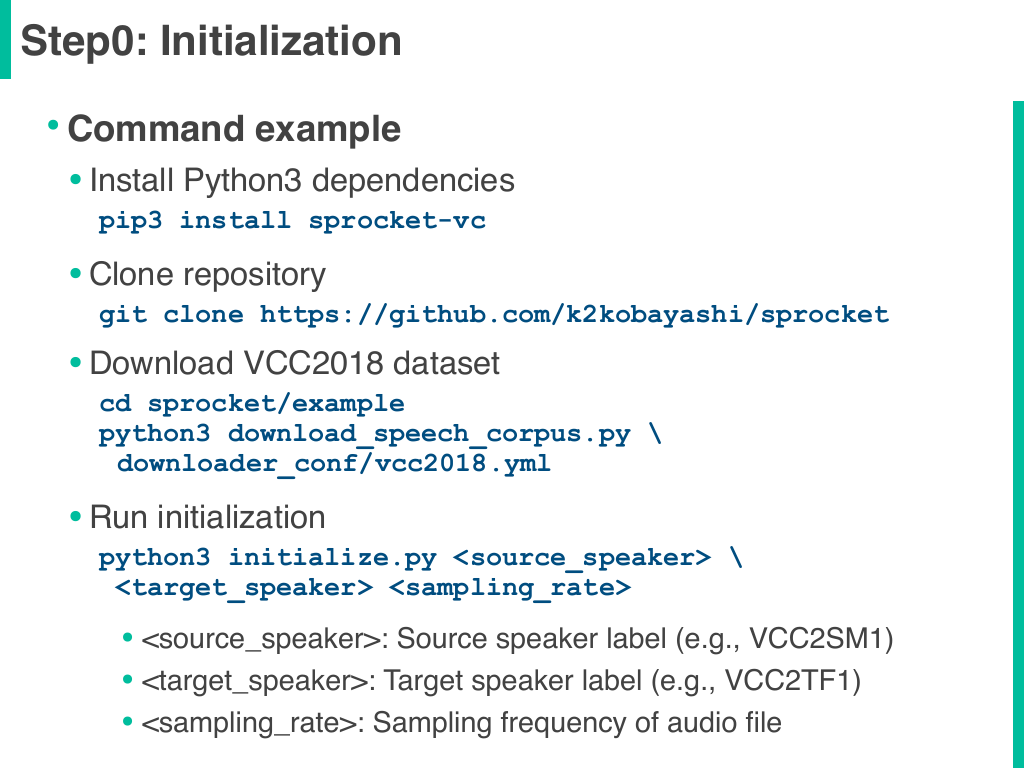 Step0: Initialization
• Command example
• Install Python3 dependencies
pip3 install sprocket-vc
• Clone repository
git clone https://github.com/k2kobayashi/sprocket
• Download VCC2018 dataset
cd sprocket/example
python3 download_speech_corpus.py \
downloader_conf/vcc2018.yml
• Run initialization
python3 initialize.py <source_speaker> \
<target_speaker> <sampling_rate>
• <source_speaker>: Source speaker label (e.g., VCC2SM1)
• <target_speaker>: Target speaker label (e.g., VCC2TF1)
• <sampling_rate>: Sampling frequency of audio file